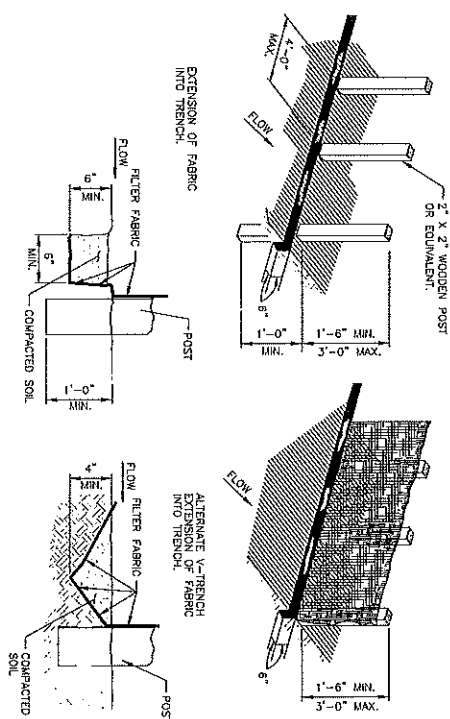 2" X 2" WOODEN POST
OR EQUIVALENT.
4'-0"
MAX.
FLOW
6"
1'-6" MIN.
3'-0" MAX.
1'-0"
MIN.
FLOW
6"
1'-6" MIN.
3'-0" MAX.
EXTENSION OF FABRIC
INTO TRENCH.
FLOW
FILTER FABRIC
6"
MIN.
6"
MIN.
POST
COMPACTED SOIL
1'-0"
MIN.
ALTERNATE V-TRENCH
EXTENSION OF FABRIC
INTO TRENCH.
FLOW
FILTER FABRIC
4"
MIN.
POST
COMPACTED
SOIL